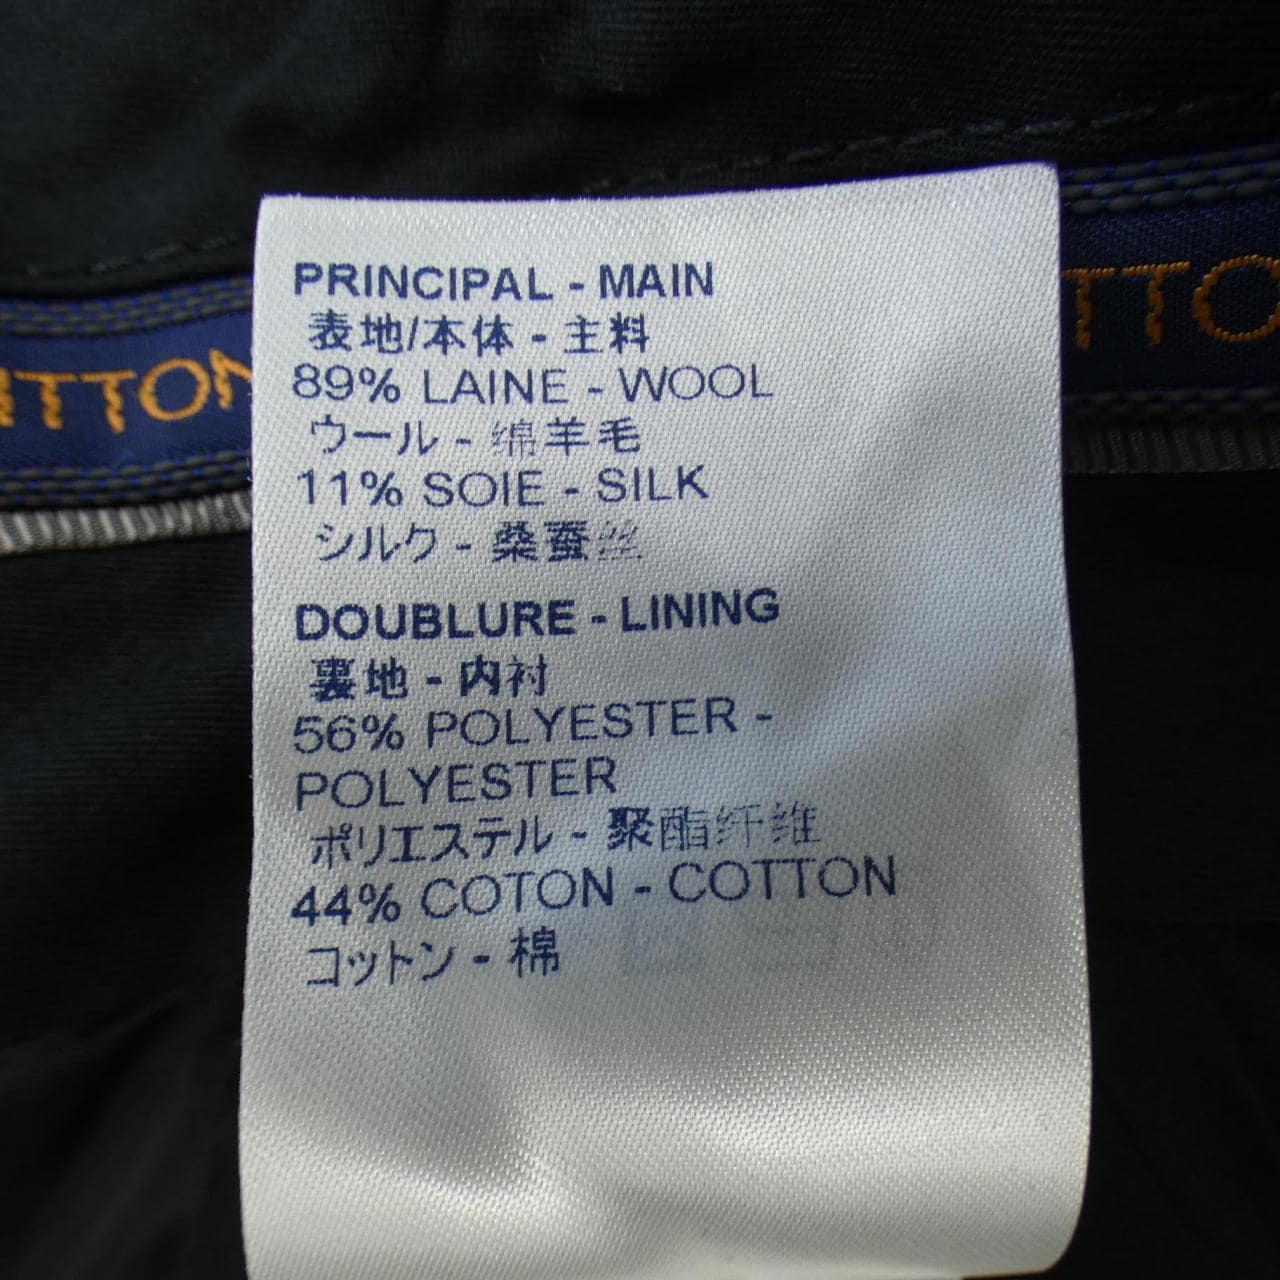 PRINCIPAL - MAIN
表地/本体 - 主料
89% LAINE - WOOL
ウール - 绵羊毛
11% SOIE - SILK
シルク - 桑蚕丝
DOUBLURE - LINING
裏地 - 内衬
56% POLYESTER -
POLYESTER
ポリエステル - 聚酯纤维
44% COTON - COTTON
コットン - 棉
ITTON
TTO